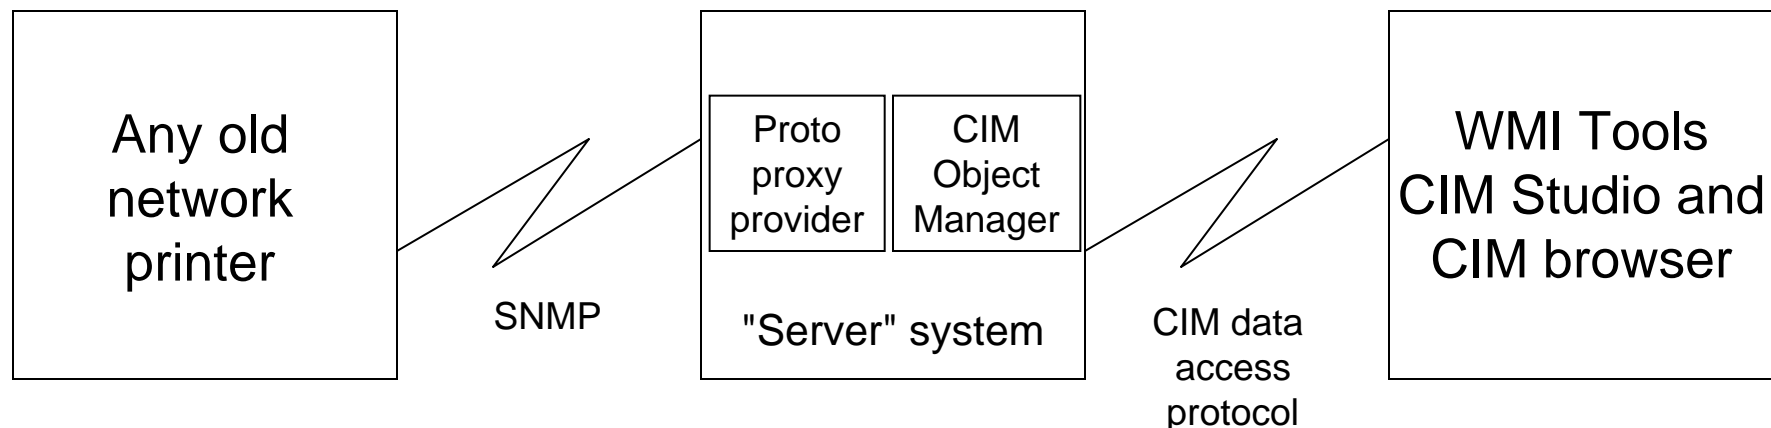 Any old
network
printer
SNMP
Proto
proxy
provider
CIM
Object
Manager
"Server" system
CIM data
access
protocol
WMI Tools
CIM Studio and
CIM browser